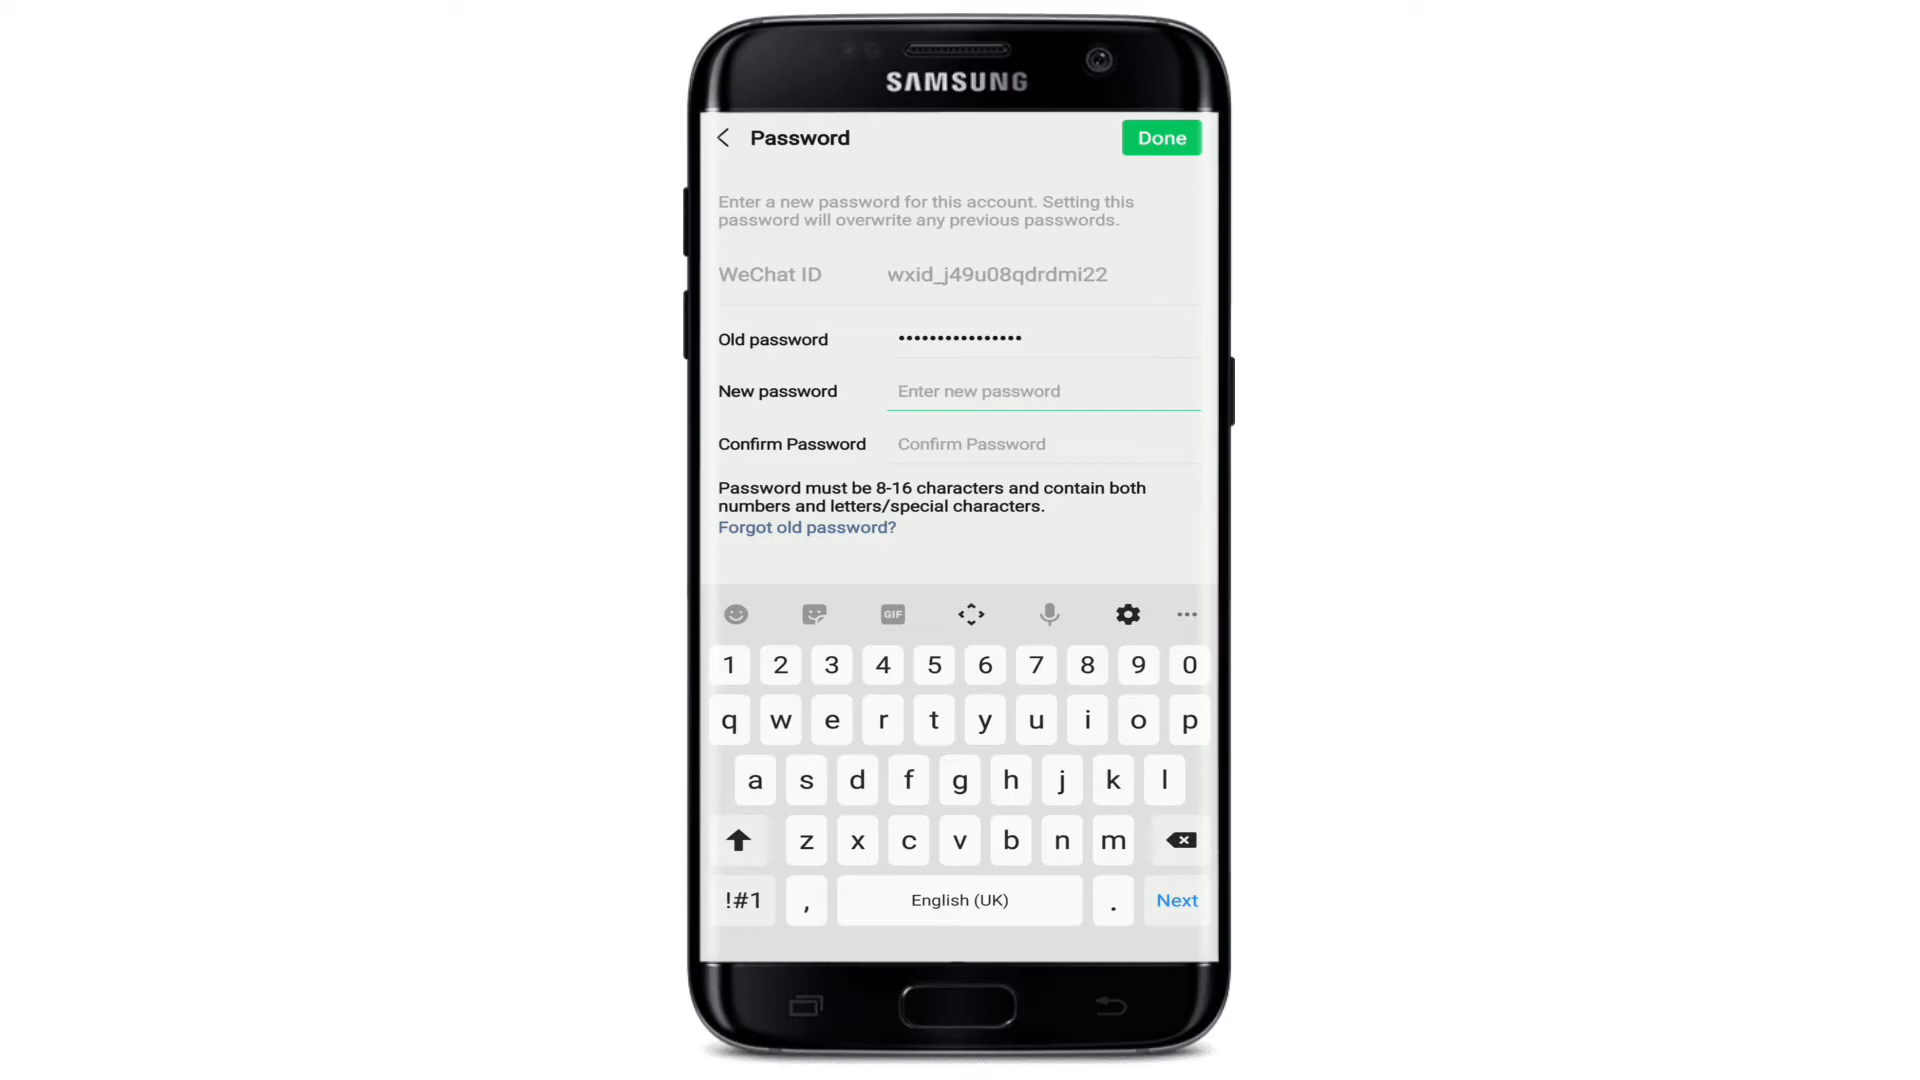 SAMSUNG
Password
Done
Enter a new password for this account. Setting this
password will overwrite any previous passwords.
WeChat ID wxid_j49u08qdrdmi22
Old password ••••••••••••••••
New password Enter new password
Confirm Password Confirm Password
Password must be 8-16 characters and contain both
numbers and letters/special characters.
Forgot old password?
GIF
1 2 3 4 5 6 7 8 9 0
q w e r t y u i o p
a s d f g h j k l
z x c v b n m
!#1 , English (UK) . Next